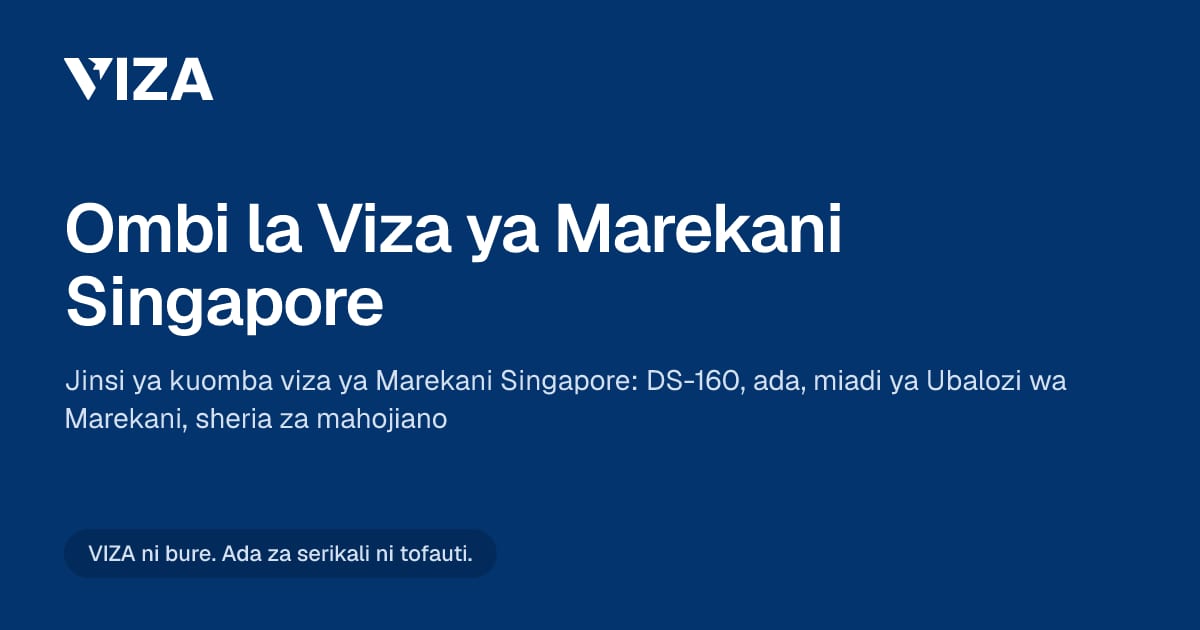 VIZA
Ombi la Viza ya Marekani
Singapore
Jinsi ya kuomba viza ya Marekani Singapore: DS-160, ada, miadi ya Ubalozi wa
Marekani, sheria za mahojiano
VIZA ni bure. Ada za serikali ni tofauti.